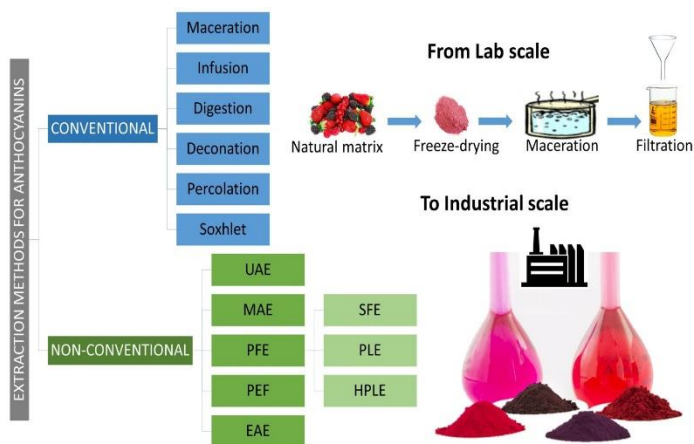 EXTRACTION METHODS FOR ANTHOCYANINS
CONVENTIONAL
Maceration
Infusion
Digestion
Deconation
Percolation
Soxhlet
NON-CONVENTIONAL
UAE
MAE
PFE
PEF
EAE
SFE
PLE
HPLE
From Lab scale
Natural matrix
Freeze-drying
Maceration
Filtration
To Industrial scale